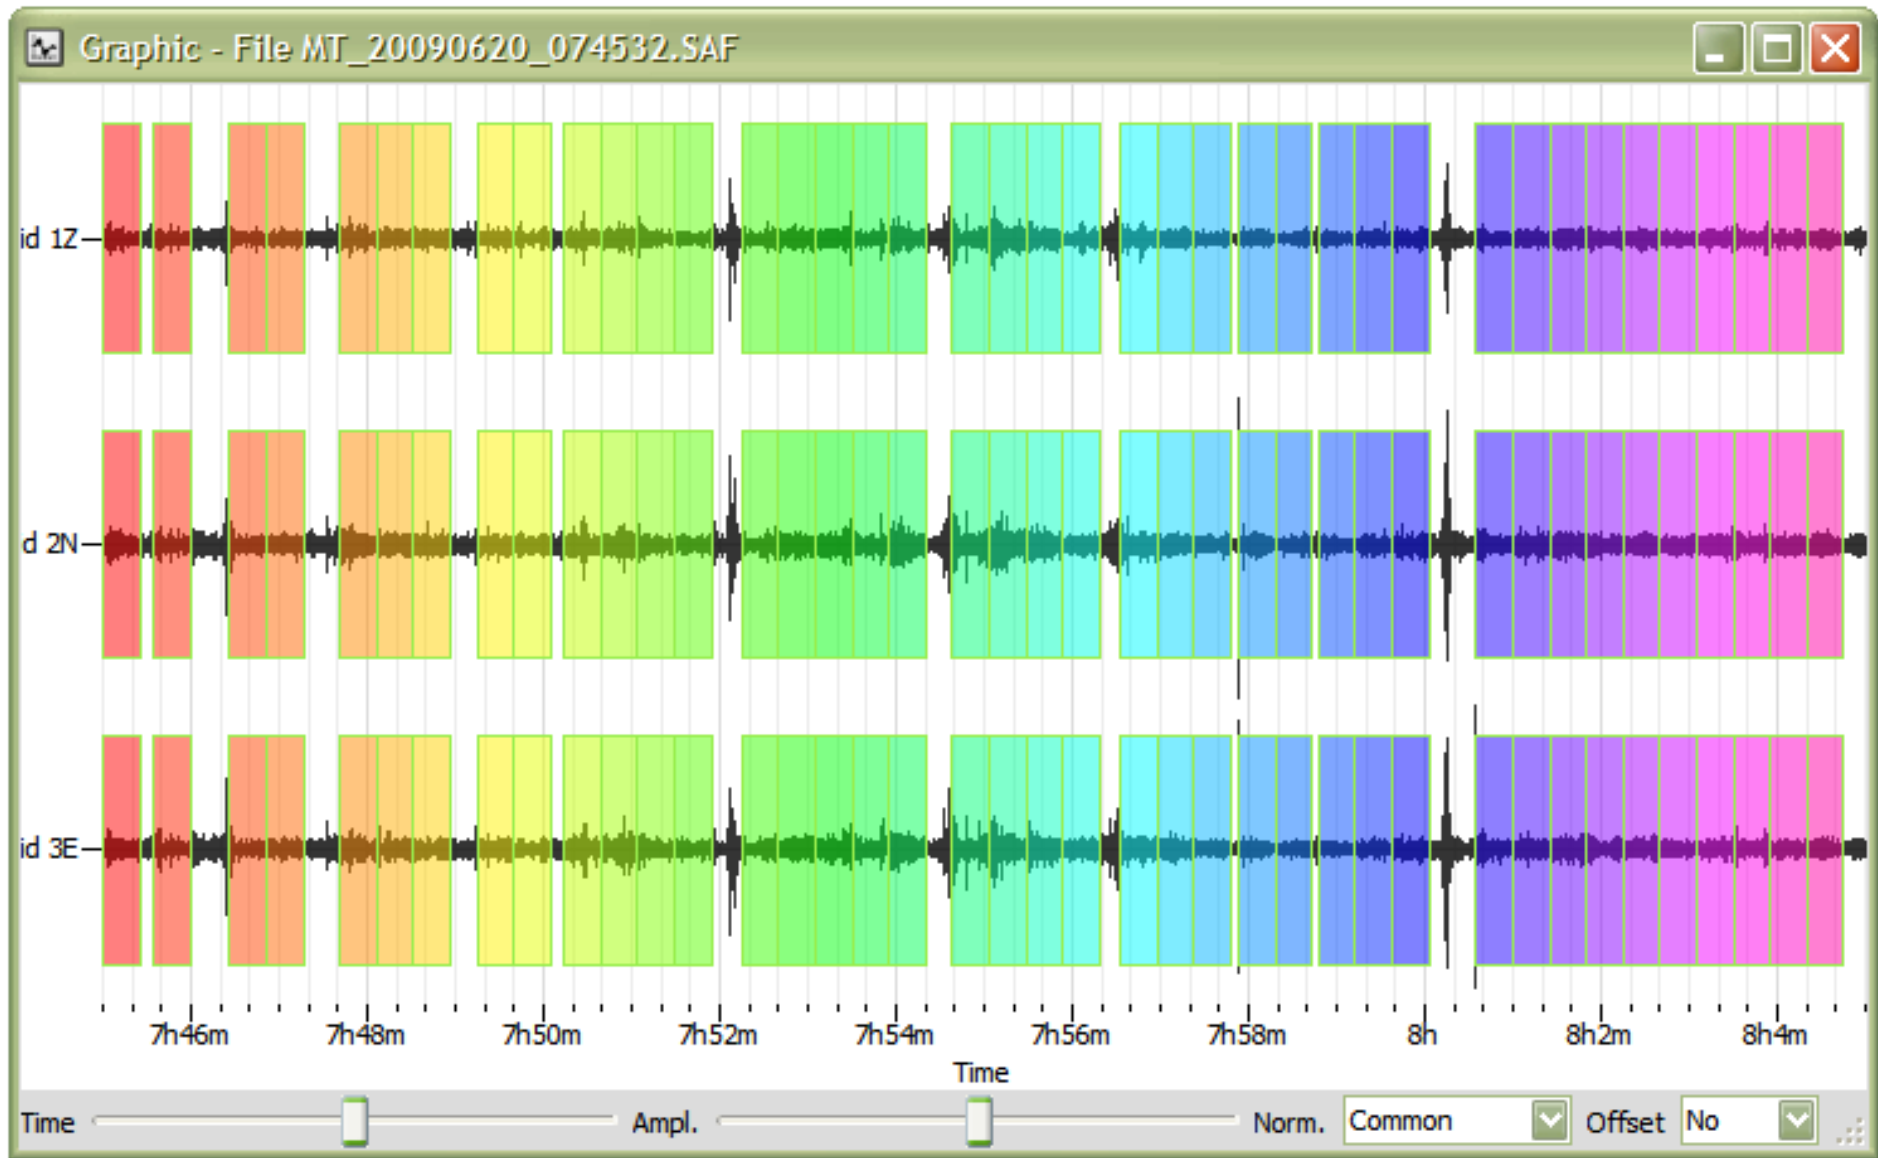 Graphic - File MT_20090620_074532.SAF
id 1Z
d 2N
id 3E
7h46m 7h48m 7h50m 7h52m 7h54m 7h56m 7h58m 8h 8h2m 8h4m
Time
Time Ampl. Norm. Common Offset No